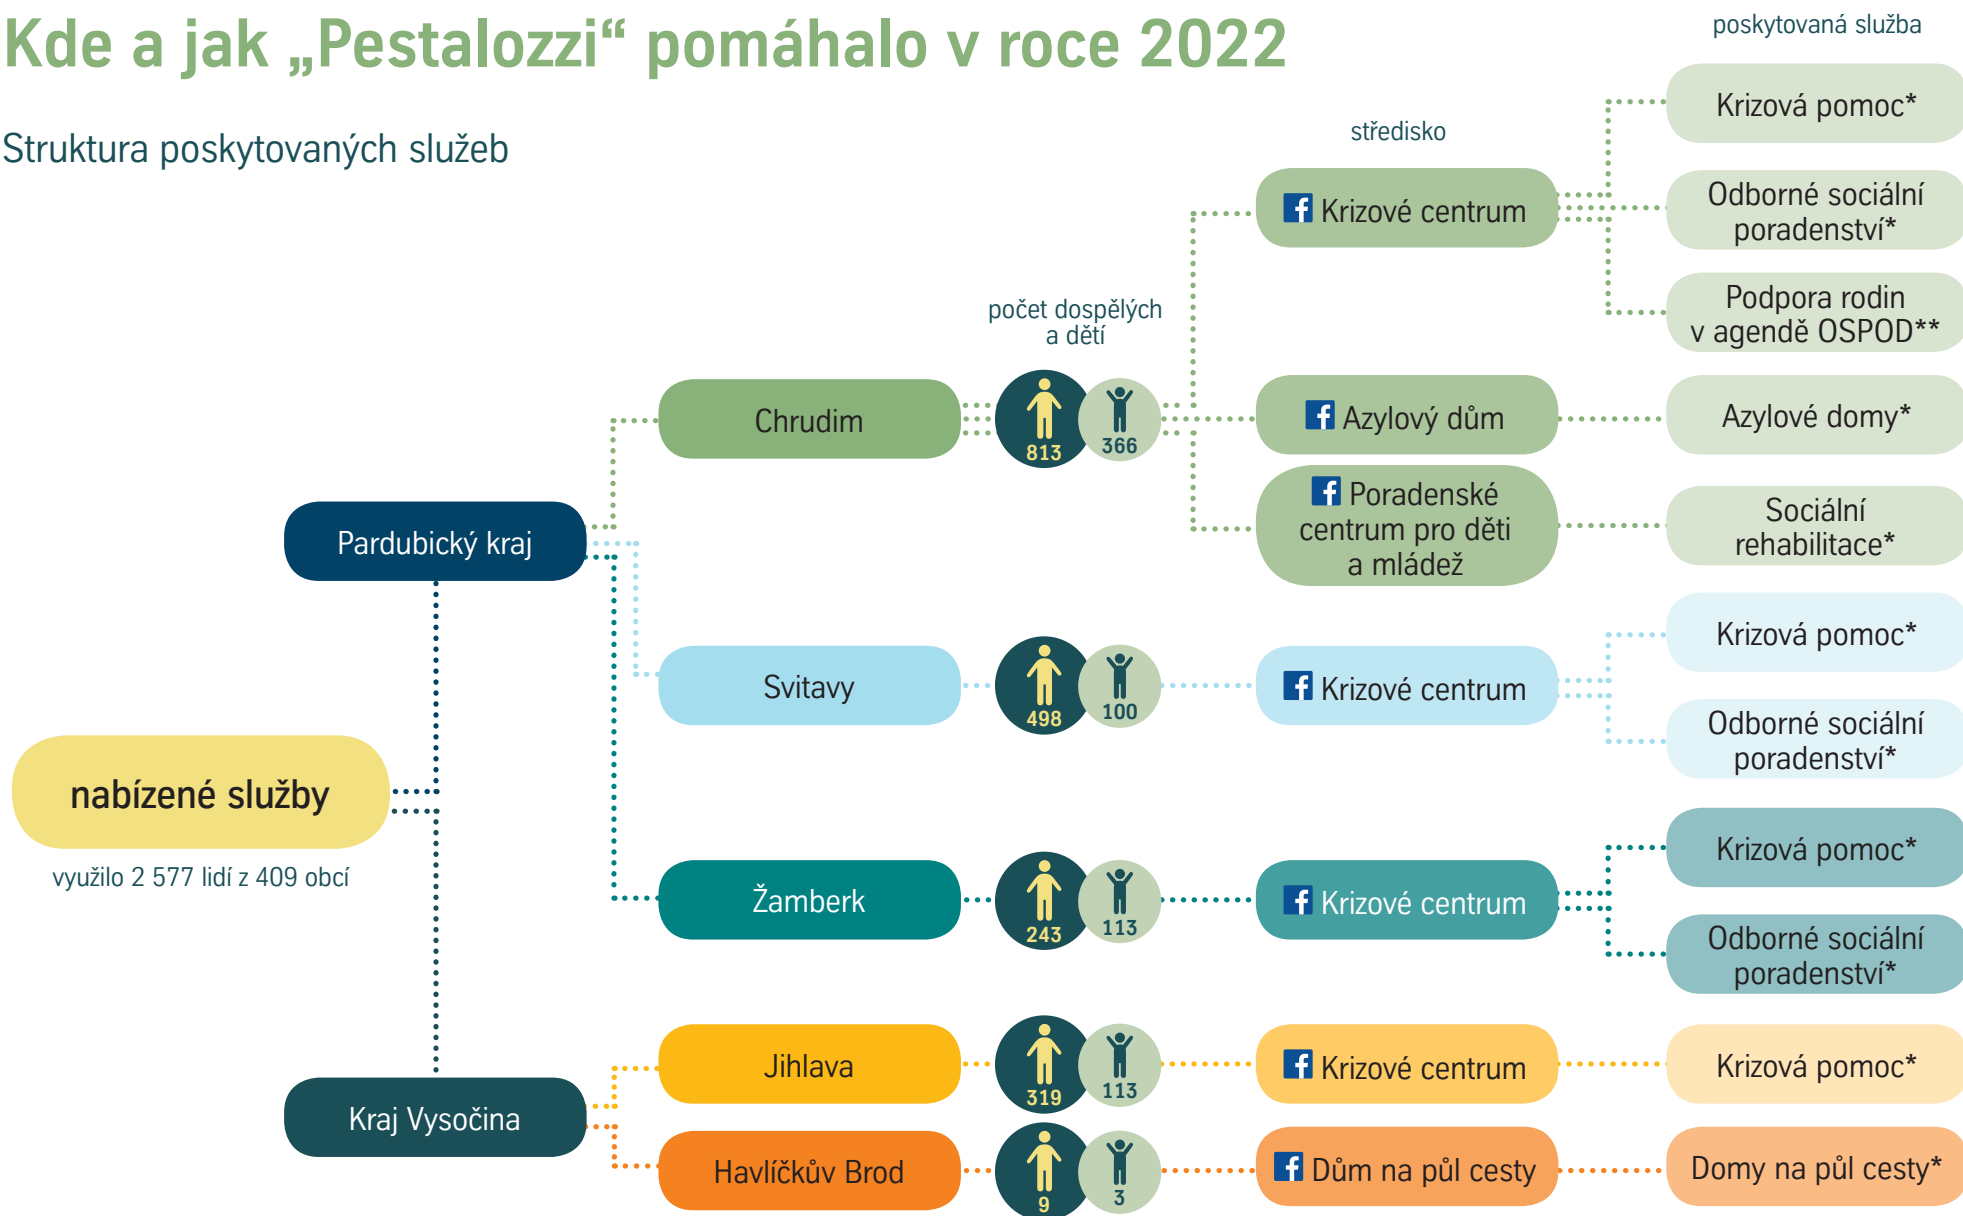 Kde a jak „Pestalozzi“ pomáhalo v roce 2022
Struktura poskytovaných služeb
počet dospělých
a dětí
středisko
poskytovaná služba
nabízené služby
využilo 2 577 lidí z 409 obcí
Pardubický kraj
Chrudim
813
366
Krizové centrum
Krizová pomoc*
Odborné sociální
poradenství*
Podpora rodin
v agendě OSPOD**
Azylový dům
Azylové domy*
Poradenské
centrum pro děti
a mládež
Sociální
rehabilitace*
Svitavy
498
100
Krizové centrum
Krizová pomoc*
Odborné sociální
poradenství*
Žamberk
243
113
Krizové centrum
Krizová pomoc*
Odborné sociální
poradenství*
Kraj Vysočina
Jihlava
319
113
Krizové centrum
Krizová pomoc*
Havlíčkův Brod
9
3
Dům na půl cesty
Domy na půl cesty*